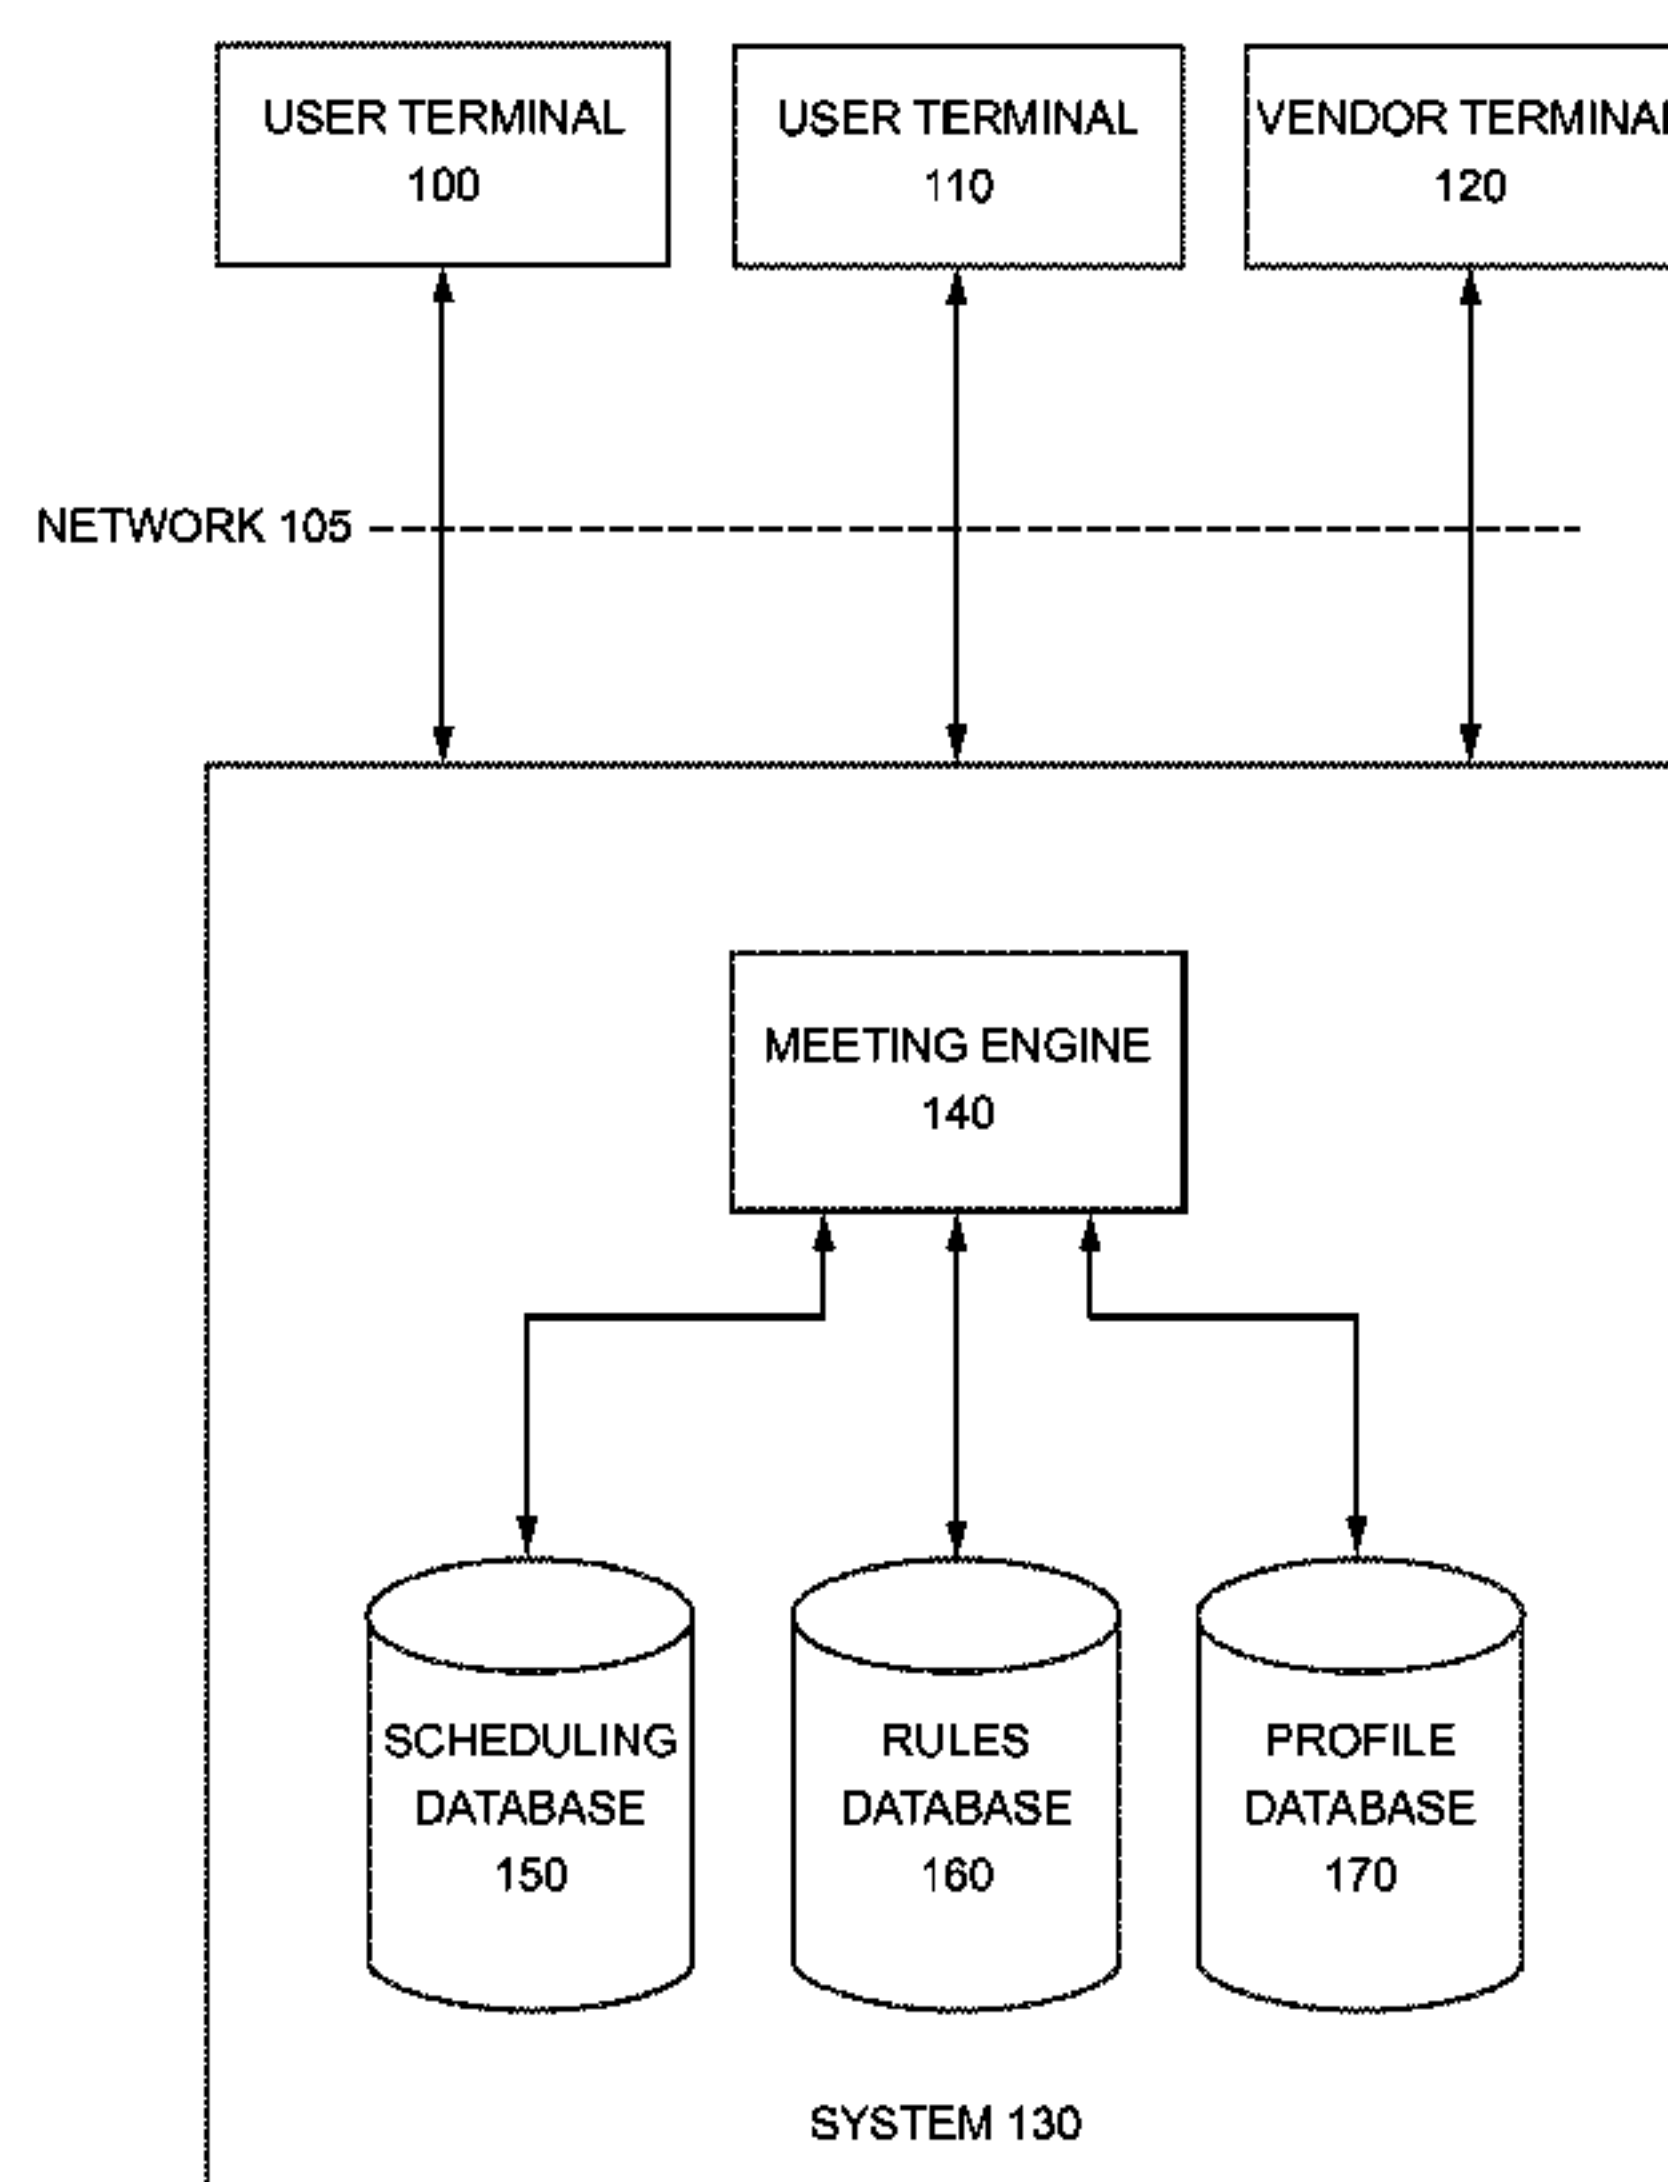 USER TERMINAL
100
USER TERMINAL
110
VENDOR TERMINAL
120
NETWORK 105
MEETING ENGINE
140
SCHEDULING
DATABASE
150
RULES
DATABASE
160
PROFILE
DATABASE
170
SYSTEM 130